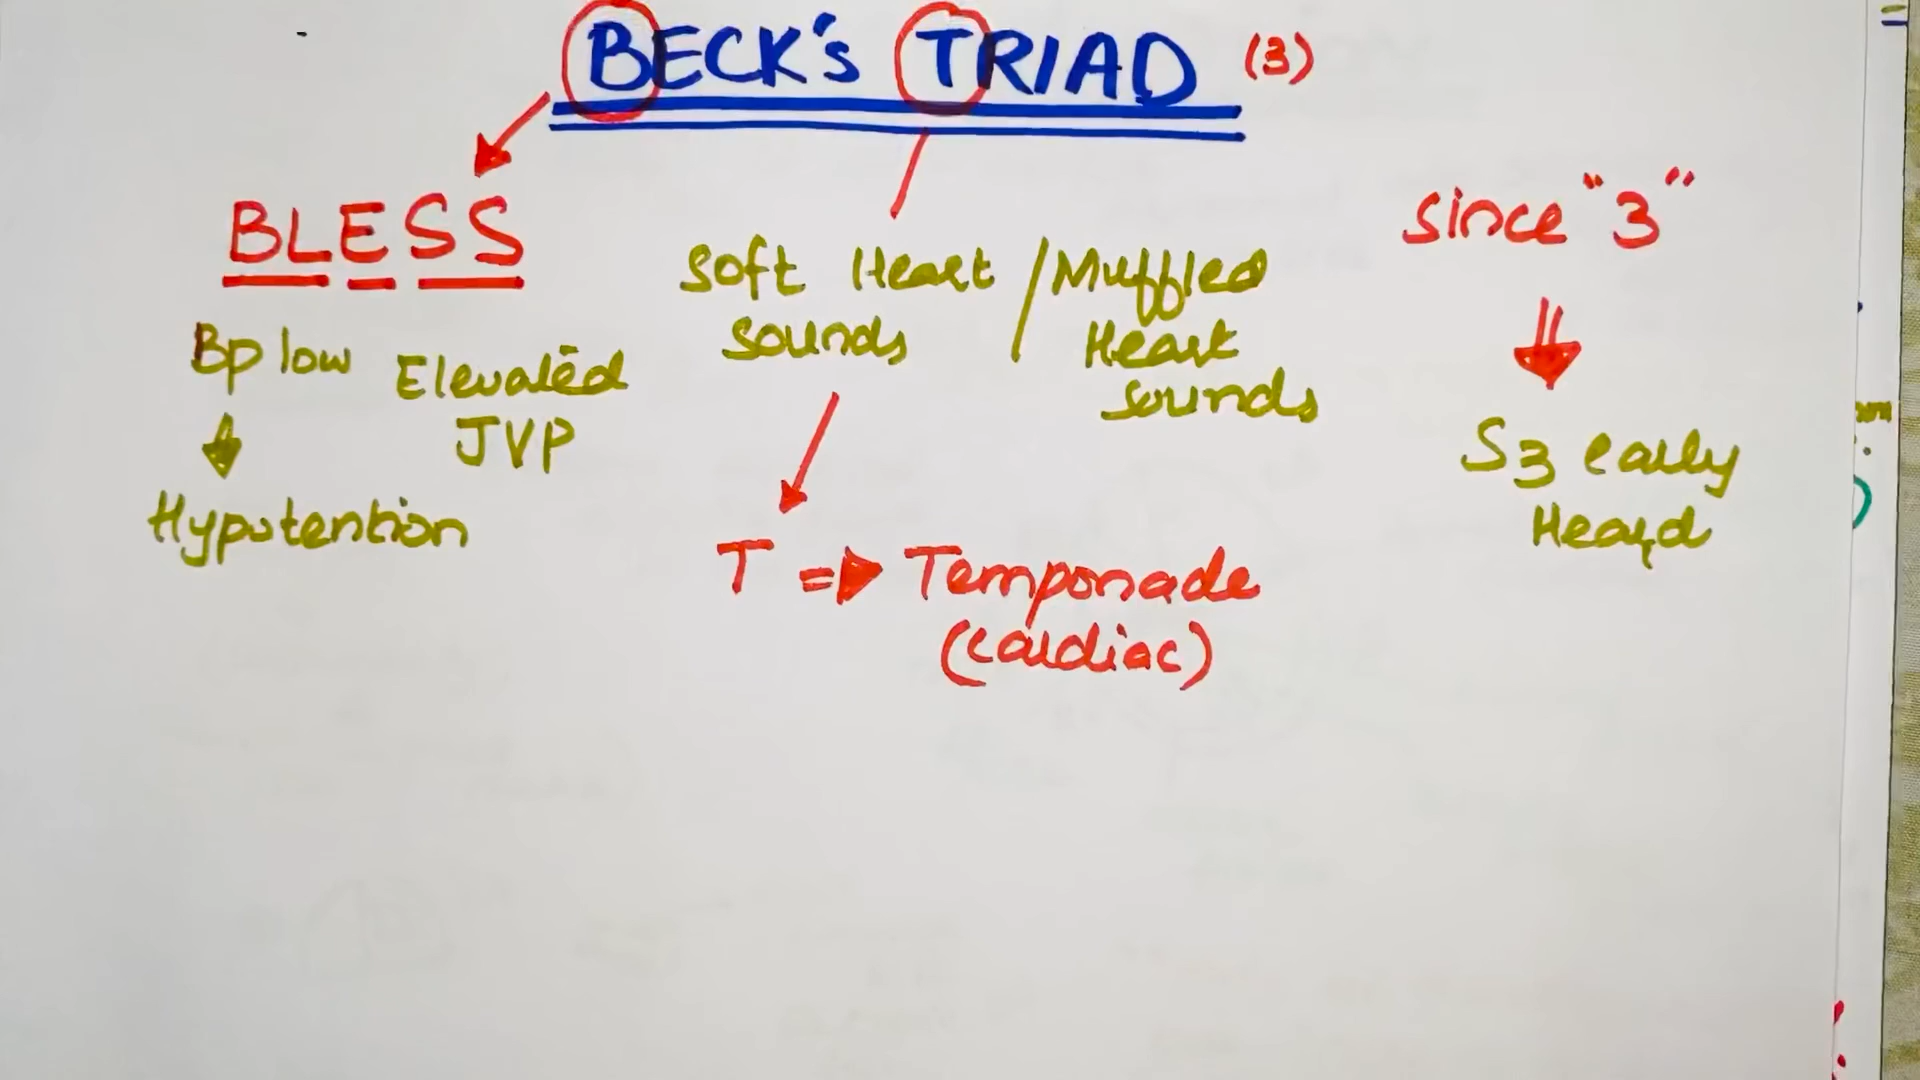 BECK's TRIAD (3)
BLESS
Bp low
Elevated
JVP
Hypotention
Soft Heart / Muffled
sounds
Heart
sounds
T => Temponade
(cardiac)
since "3"
S3 early
Heard